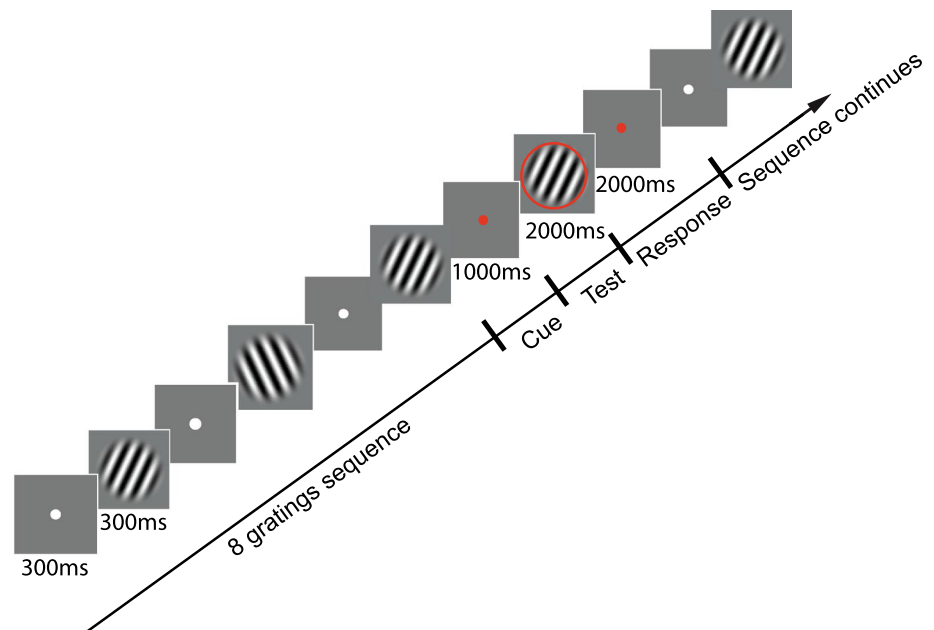 300ms
300ms
8 gratings sequence
1000ms
Cue
2000ms
Test
2000ms
Response
Sequence continues